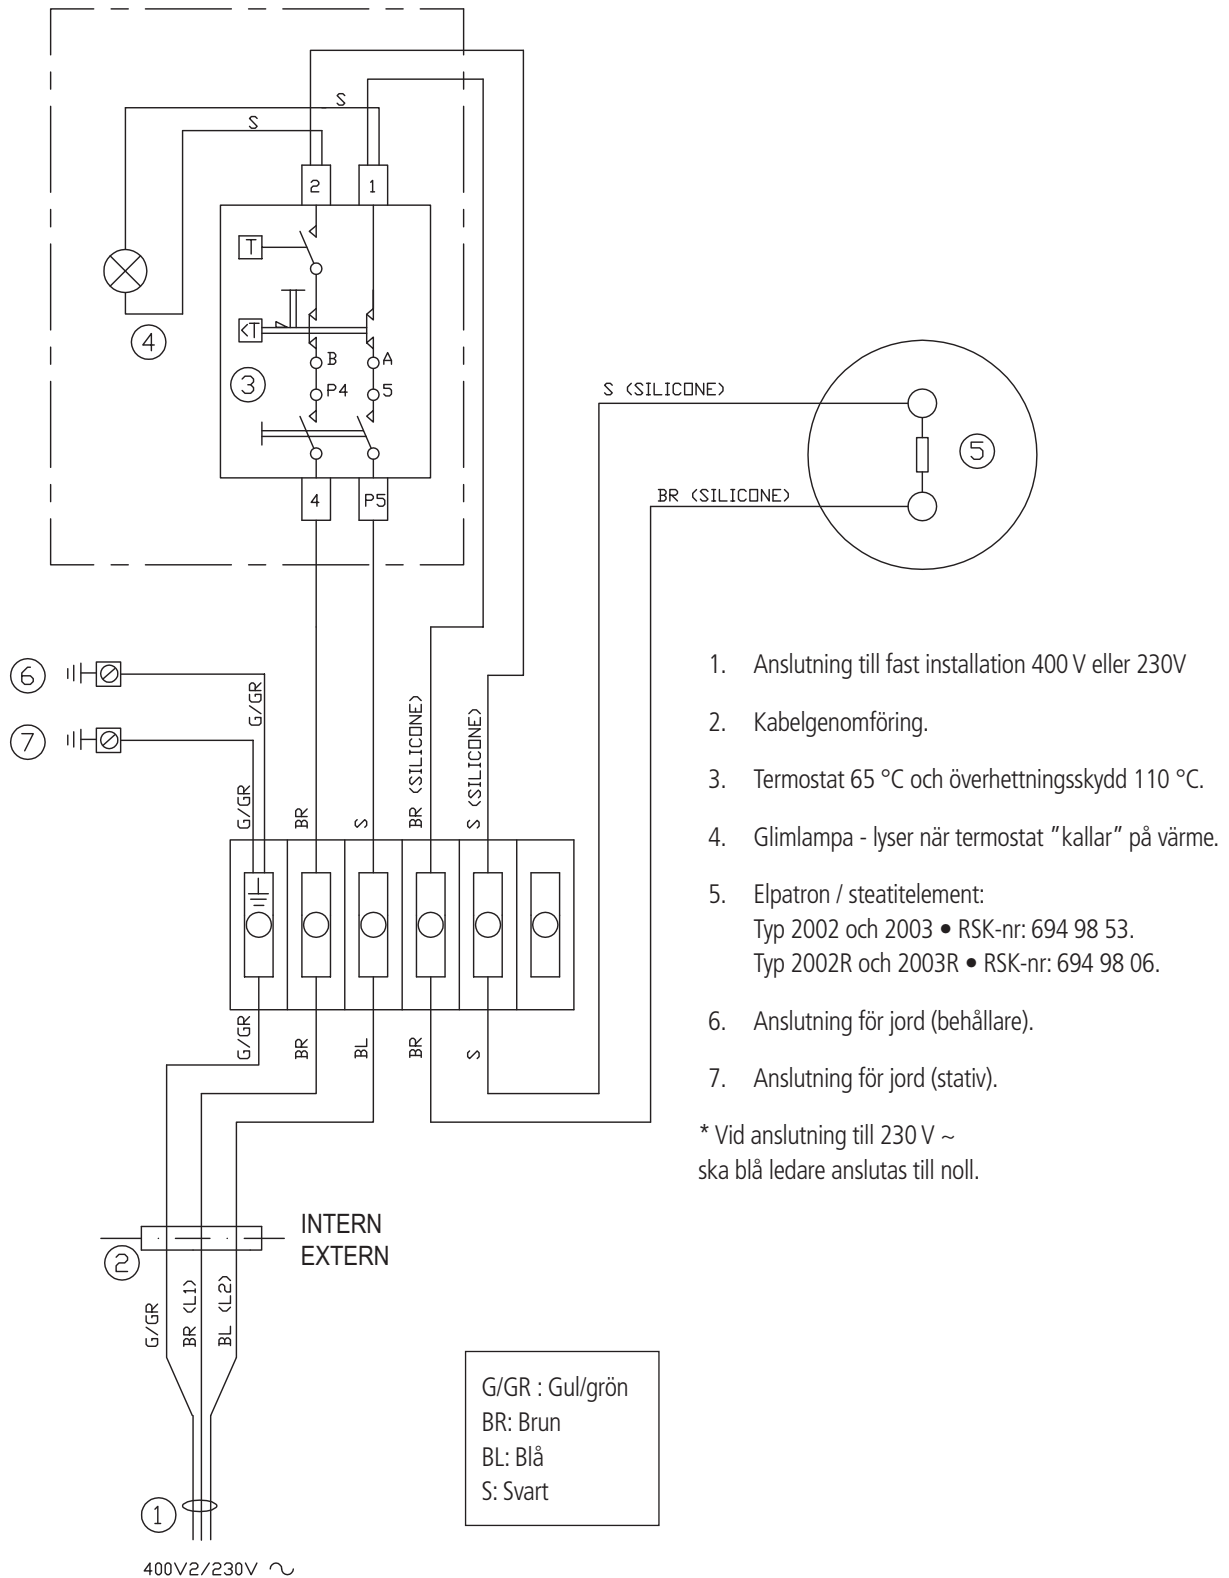 S
S
2
1
T
<T
4
B
A
3
P4
5
4
P5
S (SILICONE)
5
BR (SILICONE)
6
G/GR
7
G/GR
BR
S
BR (SILICONE)
S (SILICONE)
G/GR
BR
BL
BR
S
1. Anslutning till fast installation 400 V eller 230V
2. Kabelgenomföring.
3. Termostat 65 °C och överhettningsskydd 110 °C.
4. Glimlampa - lyser när termostat "kallar" på värme.
5. Elpatron / steatitelement:
Typ 2002 och 2003 • RSK-nr: 694 98 53.
Typ 2002R och 2003R • RSK-nr: 694 98 06.
6. Anslutning för jord (behållare).
7. Anslutning för jord (stativ).
* Vid anslutning till 230 V ~
ska blå ledare anslutas till noll.
INTERN
EXTERN
2
G/GR
BR (L1)
BL (L2)
G/GR : Gul/grön
BR: Brun
BL: Blå
S: Svart
1
400V2/230V ~